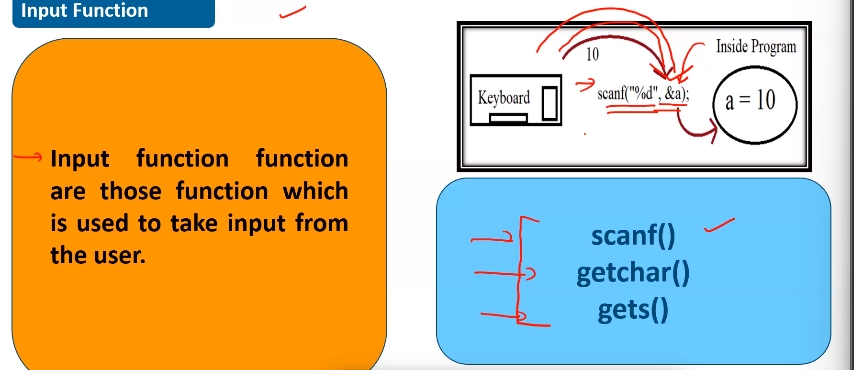 Input Function
Input function function
are those function which
is used to take input from
the user.
10
Inside Program
Keyboard
scanf("%d", &a);
a = 10
scanf()
getchar()
gets()